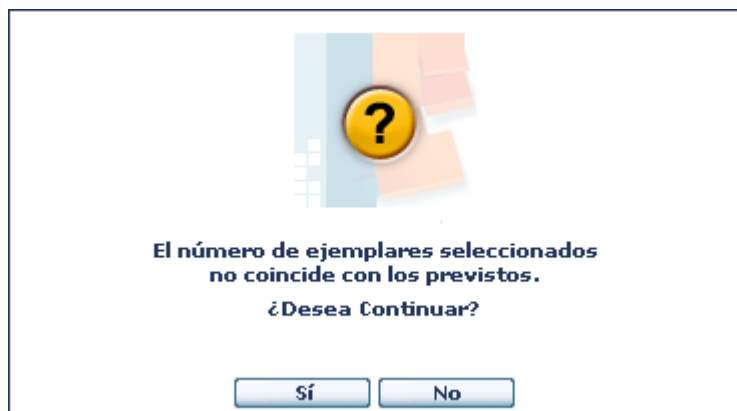 ?
El número de ejemplares seleccionados
no coincide con los previstos.
¿Desea Continuar?
Sí
No